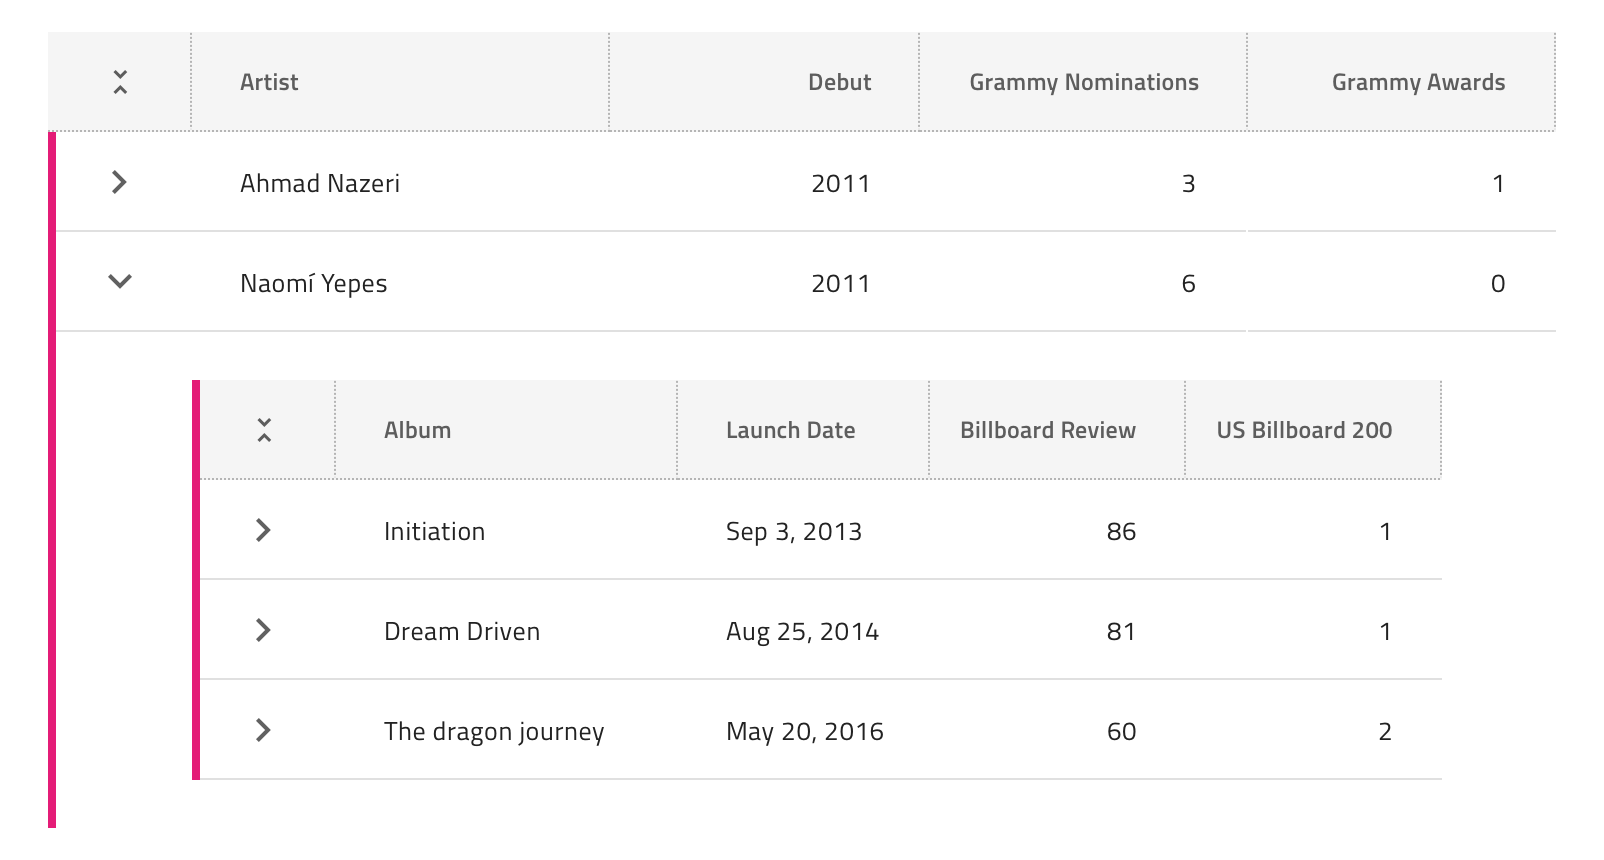 Artist Debut Grammy Nominations Grammy Awards
Ahmad Nazeri 2011 3 1
Naomí Yepes 2011 6 0
Album Launch Date Billboard Review US Billboard 200
Initiation Sep 3, 2013 86 1
Dream Driven Aug 25, 2014 81 1
The dragon journey May 20, 2016 60 2